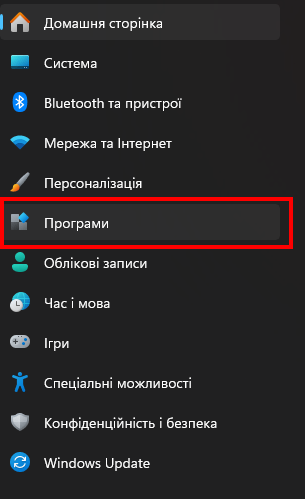 Домашня сторінка
Система
Bluetooth та пристрої
Мережа та Інтернет
Персоналізація
Програми
Облікові записи
Час і мова
Ігри
Спеціальні можливості
Конфіденційність і безпека
Windows Update